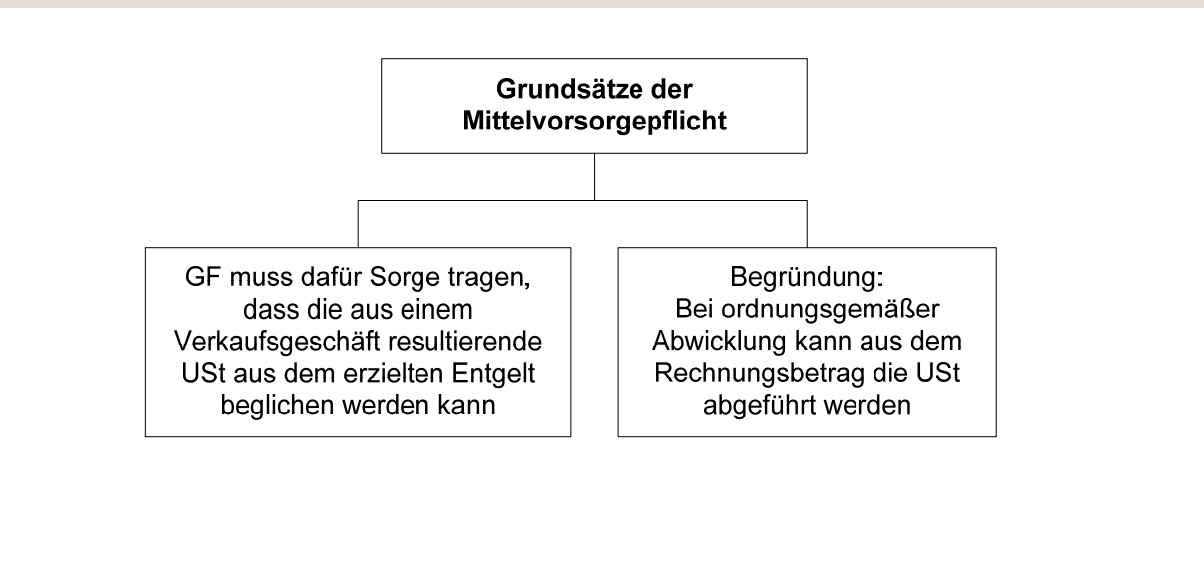 Grundsätze der
Mittelvorsorgepflicht
GF muss dafür Sorge tragen,
dass die aus einem
Verkaufsgeschäft resultierende
USt aus dem erzielten Entgelt
beglichen werden kann
Begründung:
Bei ordnungsgemäßer
Abwicklung kann aus dem
Rechnungsbetrag die USt
abgeführt werden